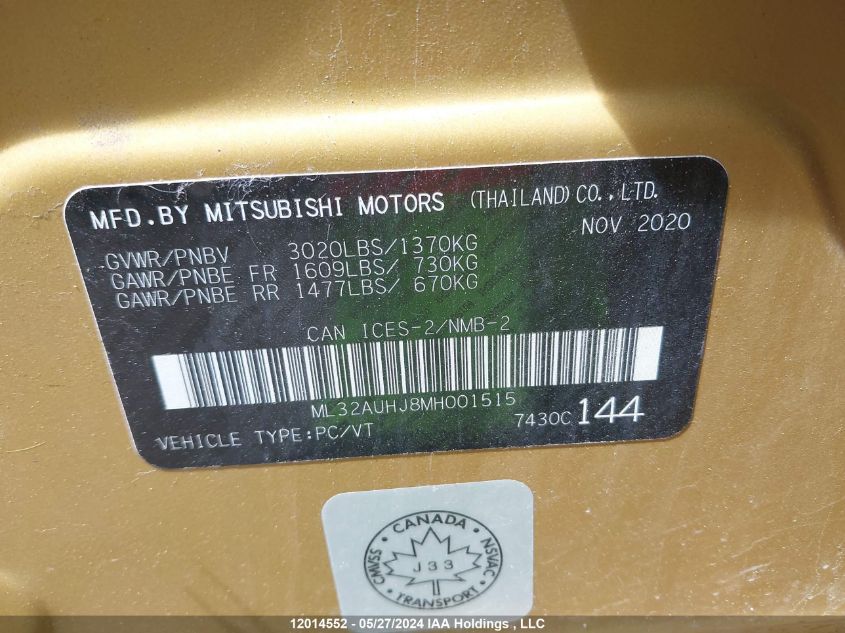 MFD.BY MITSUBISHI MOTORS (THAILAND) CO., LTD.
NOV 2020
GVWR/PNBV 3020LBS/1370KG
GAWR/PNBE FR 1609LBS/ 730KG
GAWR/PNBE RR 1477LBS/ 670KG
CAN ICES-2/NMB-2
ML32AUHJ8MH001515
VEHICLE TYPE:PC/VT 7430C 144
CANADA
CMVSS J33 NSVAC
TRANSPORT
12014552 - 05/27/2024 IAA Holdings , LLC